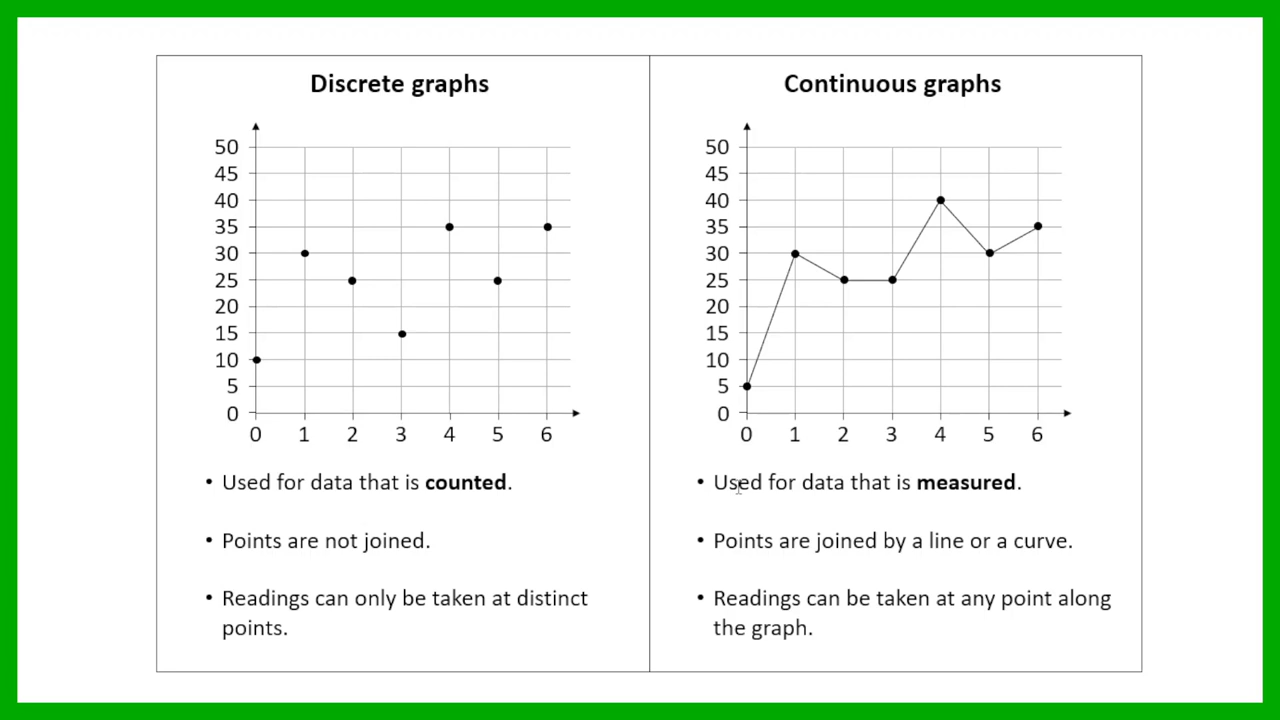 Discrete graphs
50
45
40
35
30
25
20
15
10
5
0
0 1 2 3 4 5 6
• Used for data that is counted.
• Points are not joined.
• Readings can only be taken at distinct
points.
Continuous graphs
50
45
40
35
30
25
20
15
10
5
0
0 1 2 3 4 5 6
• Used for data that is measured.
• Points are joined by a line or a curve.
• Readings can be taken at any point along
the graph.